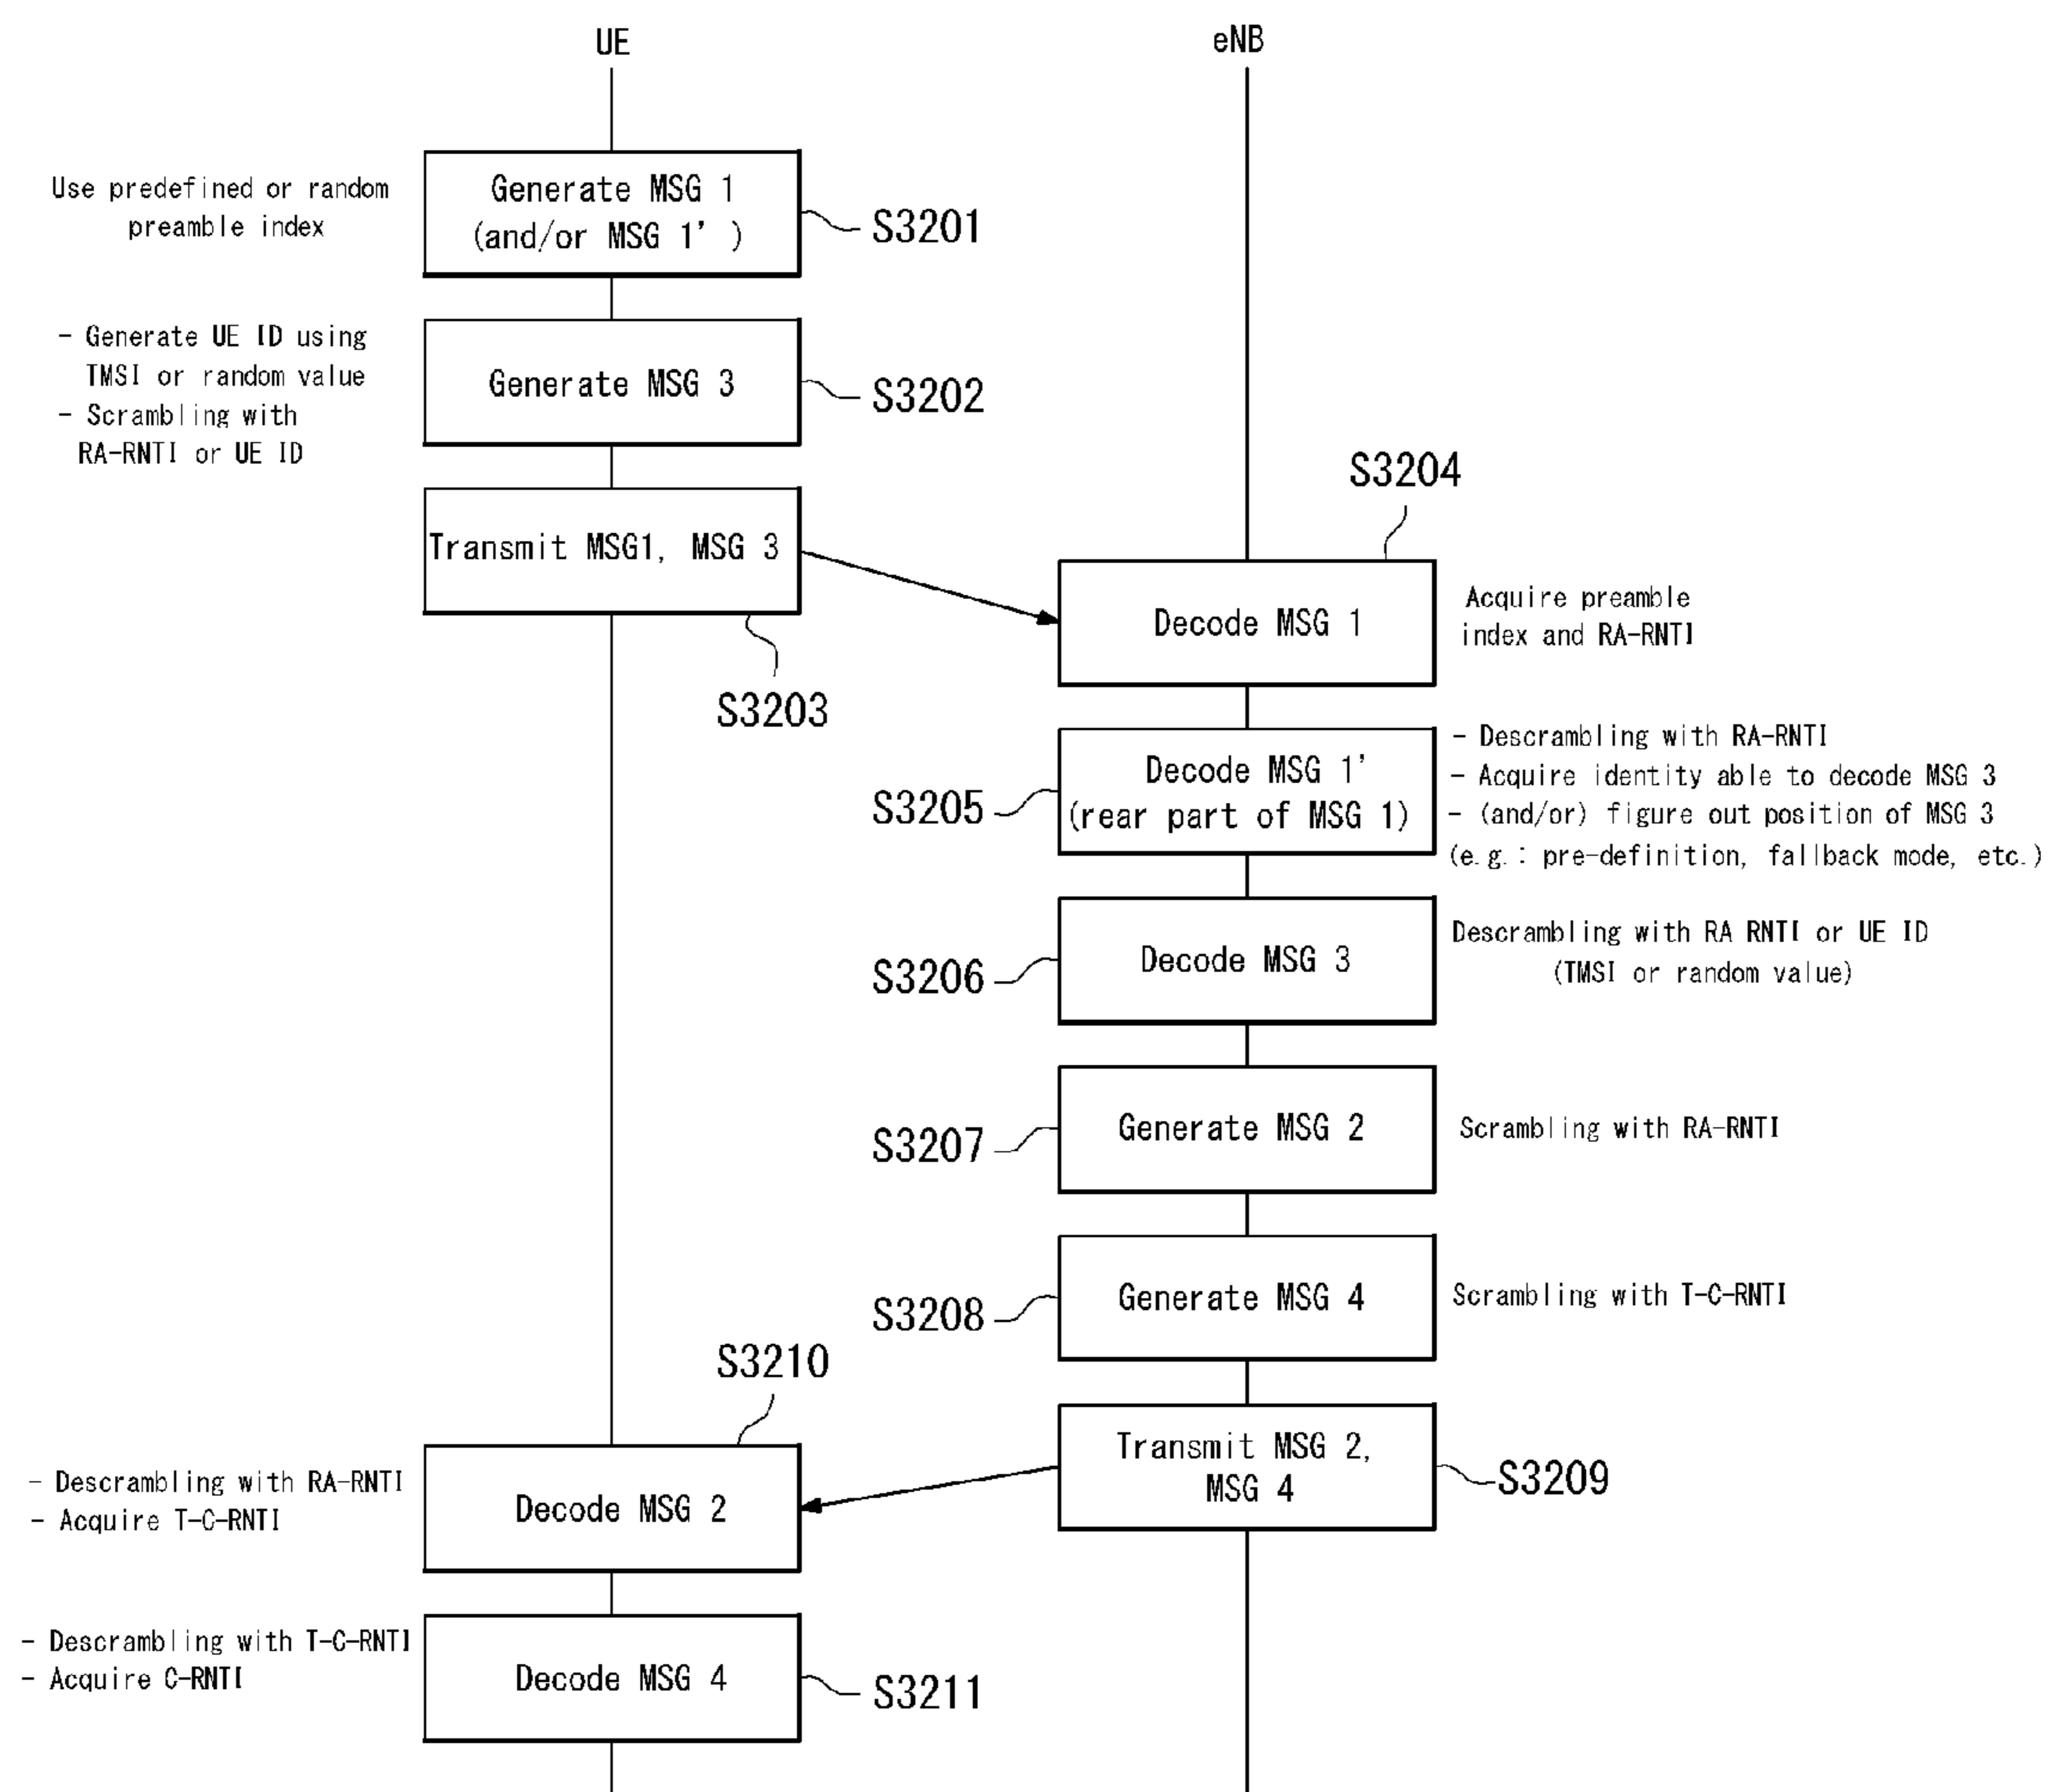 UE
eNB
Use predefined or random
preamble index
Generate MSG 1
(and/or MSG 1' )
S3201
- Generate UE ID using
TMSI or random value
- Scrambling with
RA-RNTI or UE ID
Generate MSG 3
S3202
Transmit MSG1, MSG 3
S3203
S3204
Decode MSG 1
Acquire preamble
index and RA-RNTI
S3205
Decode MSG 1'
(rear part of MSG 1)
- Descrambling with RA-RNTI
- Acquire identity able to decode MSG 3
- (and/or) figure out position of MSG 3
(e.g.: pre-definition, fallback mode, etc.)
S3206
Decode MSG 3
Descrambling with RA RNTI or UE ID
(TMSI or random value)
S3207
Generate MSG 2
Scrambling with RA-RNTI
S3208
Generate MSG 4
Scrambling with T-C-RNTI
Transmit MSG 2,
MSG 4
S3209
S3210
- Descrambling with RA-RNTI
- Acquire T-C-RNTI
Decode MSG 2
- Descrambling with T-C-RNTI
- Acquire C-RNTI
Decode MSG 4
S3211